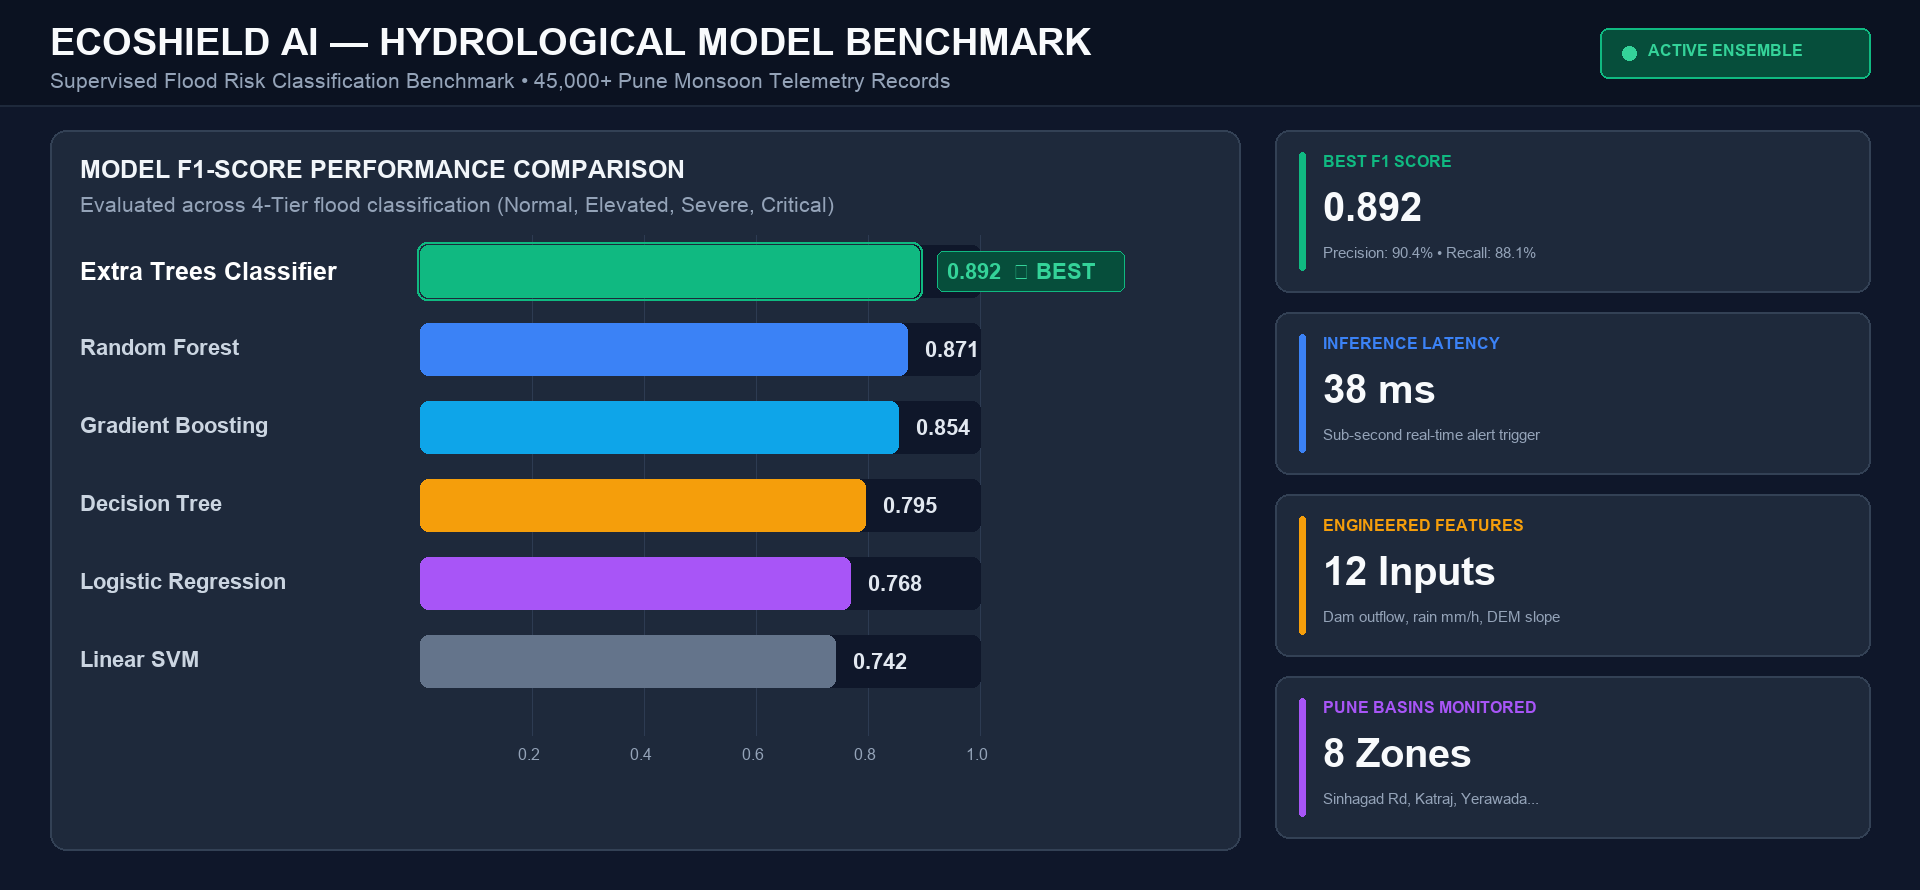 ECOSHIELD AI — HYDROLOGICAL MODEL BENCHMARK
Supervised Flood Risk Classification Benchmark • 45,000+ Pune Monsoon Telemetry Records
ACTIVE ENSEMBLE
MODEL F1-SCORE PERFORMANCE COMPARISON
Evaluated across 4-Tier flood classification (Normal, Elevated, Severe, Critical)
Extra Trees Classifier
0.892 BEST
Random Forest
0.871
Gradient Boosting
0.854
Decision Tree
0.795
Logistic Regression
0.768
Linear SVM
0.742
0.2 0.4 0.6 0.8 1.0
BEST F1 SCORE
0.892
Precision: 90.4% • Recall: 88.1%
INFERENCE LATENCY
38 ms
Sub-second real-time alert trigger
ENGINEERED FEATURES
12 Inputs
Dam outflow, rain mm/h, DEM slope
PUNE BASINS MONITORED
8 Zones
Sinhagad Rd, Katraj, Yerawada...